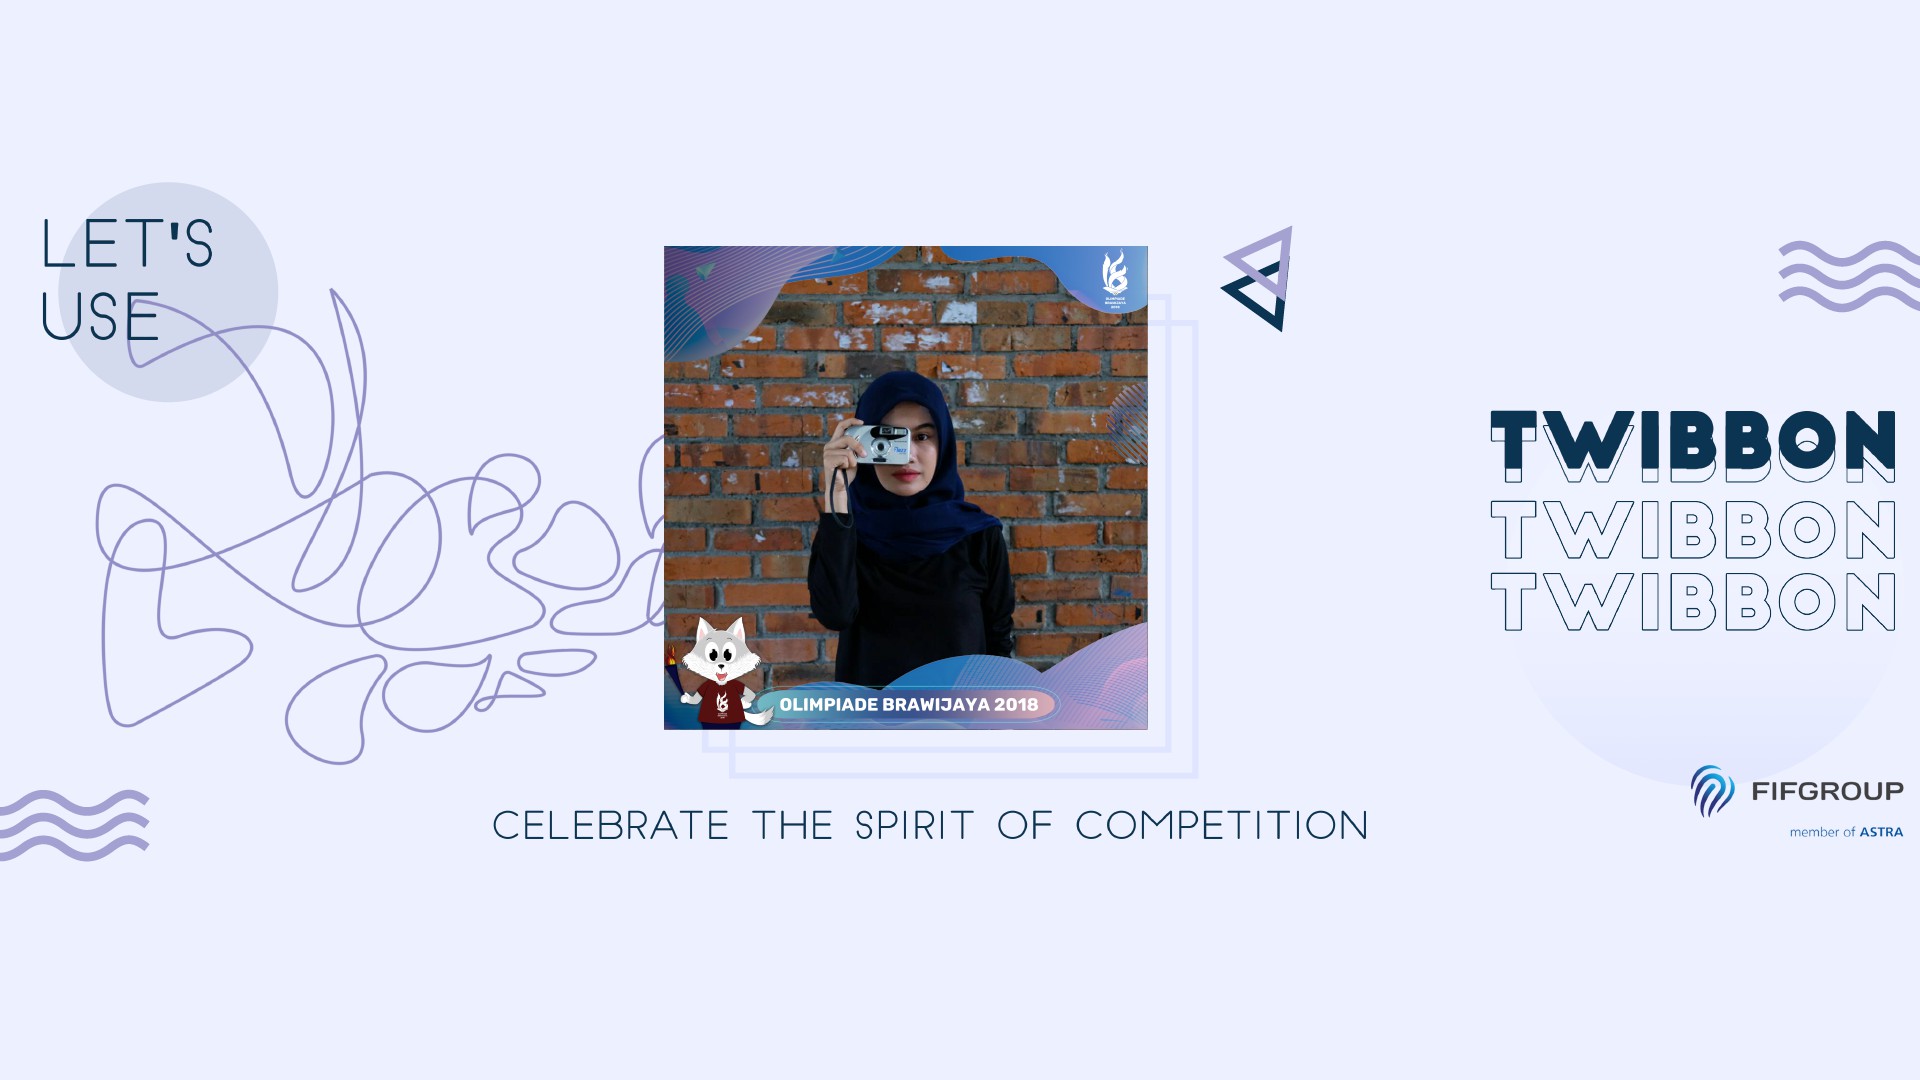 LET'S
USE
OLIMPIADE BRAWIJAYA 2018
TWIBBON
TWIBBON
TWIBBON
FIFGROUP
member of ASTRA
CELEBRATE THE SPIRIT OF COMPETITION